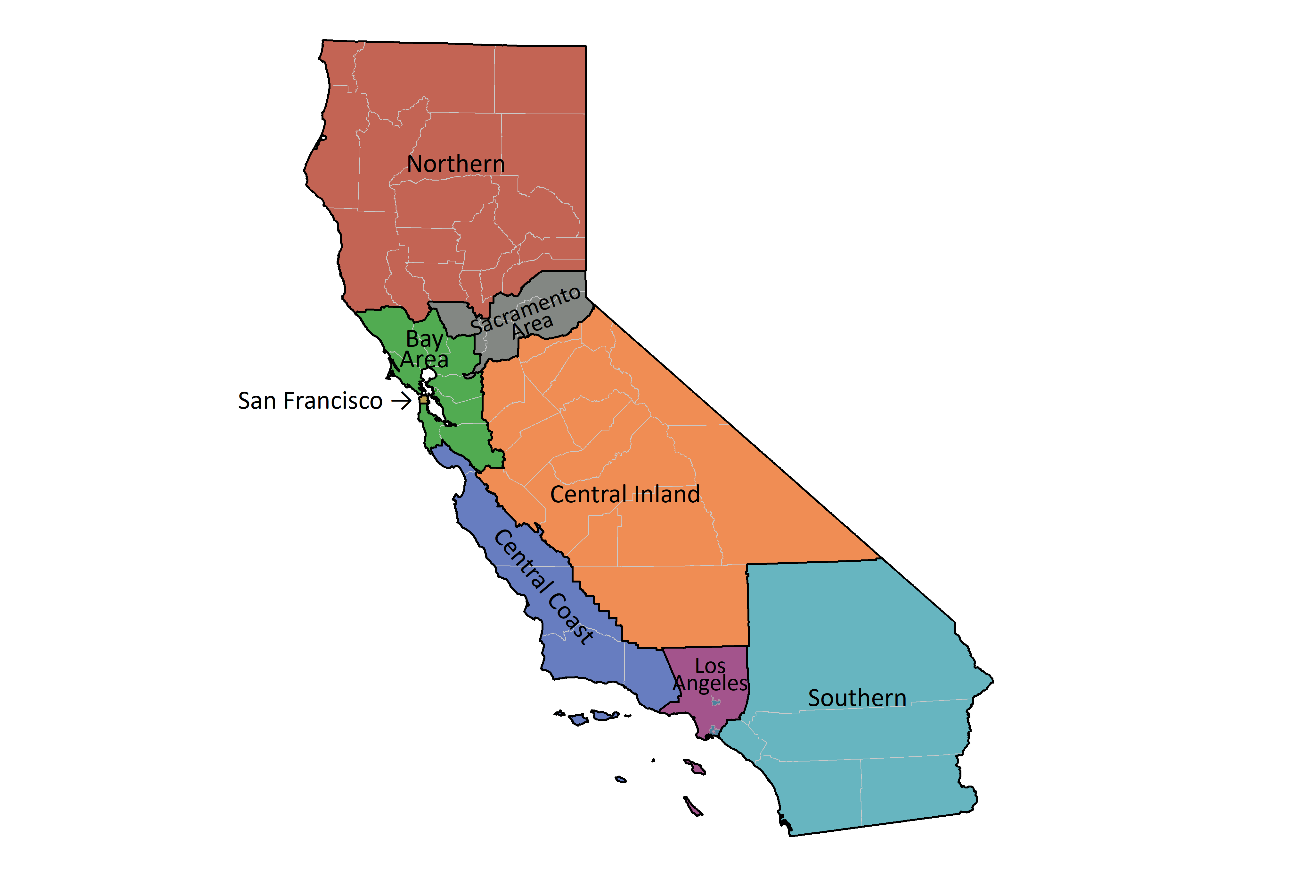 Northern
Sacramento
Area
Bay
Area
San Francisco →
Central Inland
Central Coast
Los
Angeles
Southern